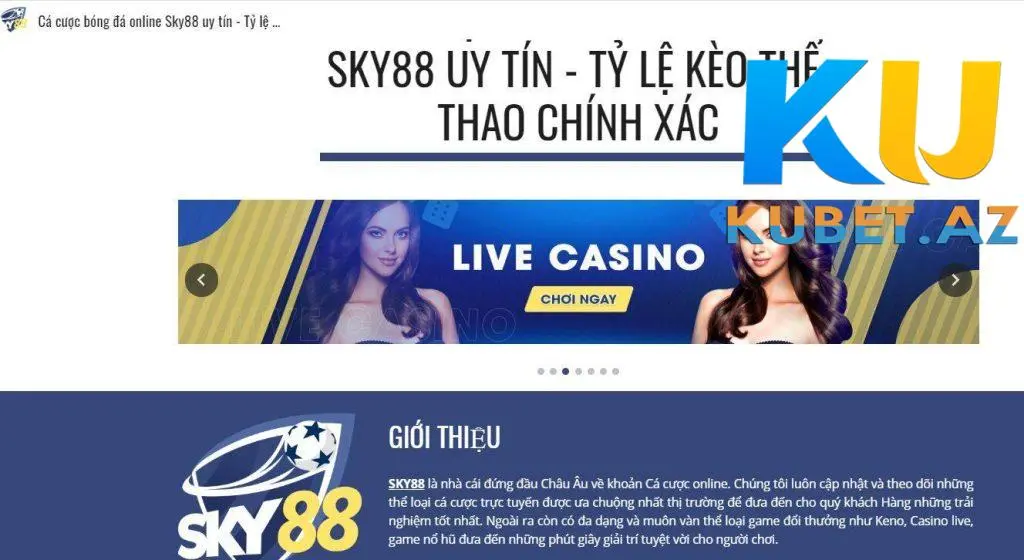 Cá cược bóng đá online Sky88 uy tín - Tỷ lệ ...
SKY88 UY TÍN - TỶ LỆ KÈO THỂ
THAO CHÍNH XÁC
KU
KUBET.AZ
LIVE CASINO
CHƠI NGAY
LIVE CASINO
GIỚI THIỆU
SKY88 là nhà cái đứng đầu Châu Âu về khoản Cá cược online. Chúng tôi luôn cập nhật và theo dõi những
thể loại cá cược trực tuyến được ưa chuộng nhất thị trường để đưa đến cho quý khách Hàng những trải
nghiệm tốt nhất. Ngoài ra còn có đa dạng và muôn vàn thể loại game đổi thưởng như Keno, Casino live,
game nổ hũ đưa đến những phút giây giải trí tuyệt vời cho người chơi.
SKY88